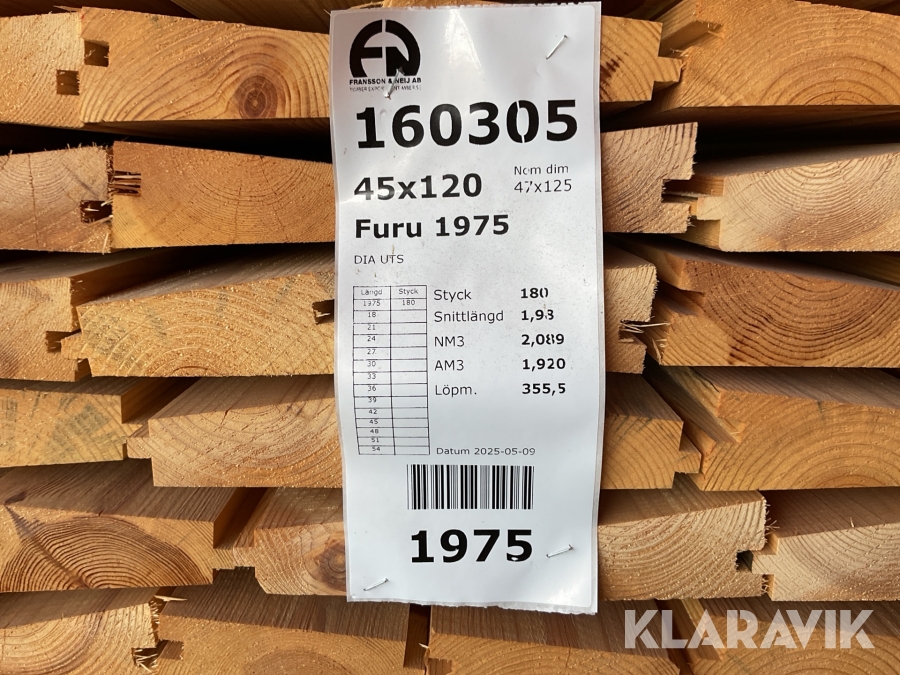 FN
FRANSSON & NEIJ AB
160305
45x120
Nom dim
47x125
Furu 1975
DIA UTS
Längd Styck
1975 180
18
21
24
27
30
33
36
39
42
45
48
51
54
Styck 180
Snittlängd 1,98
NM3 2,089
AM3 1,920
Löpm. 355,5
Datum 2025-05-09
1975
KLARAVIK